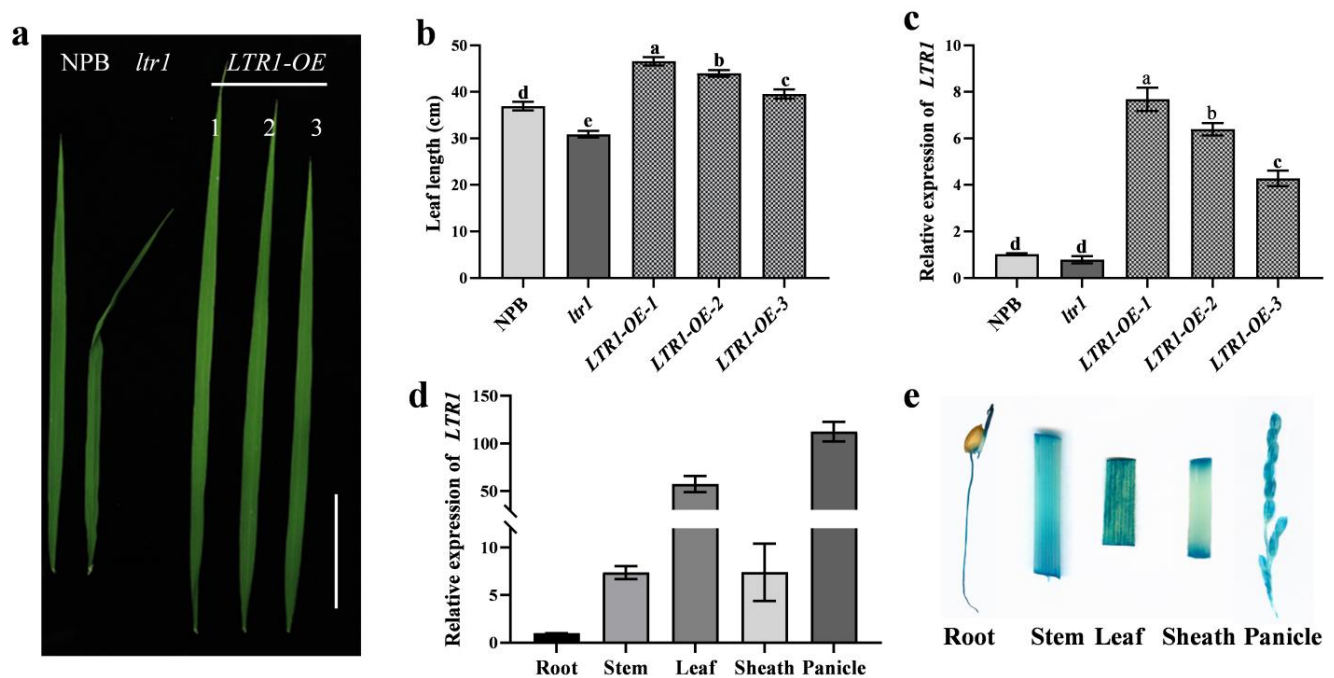 a
NPB ltr1 LTR1-OE
1 2 3
b
Leaf length (cm)
50
40
30
20
10
0
d
e
a
b
c
NPB
ltr1
LTR1-OE-1
LTR1-OE-2
LTR1-OE-3
c
Relative expression of LTR1
10
8
6
4
2
0
d
d
a
b
c
NPB
ltr1
LTR1-OE-1
LTR1-OE-2
LTR1-OE-3
d
Relative expression of LTR1
150
100
50
10
5
0
Root Stem Leaf Sheath Panicle
e
Root Stem Leaf Sheath Panicle